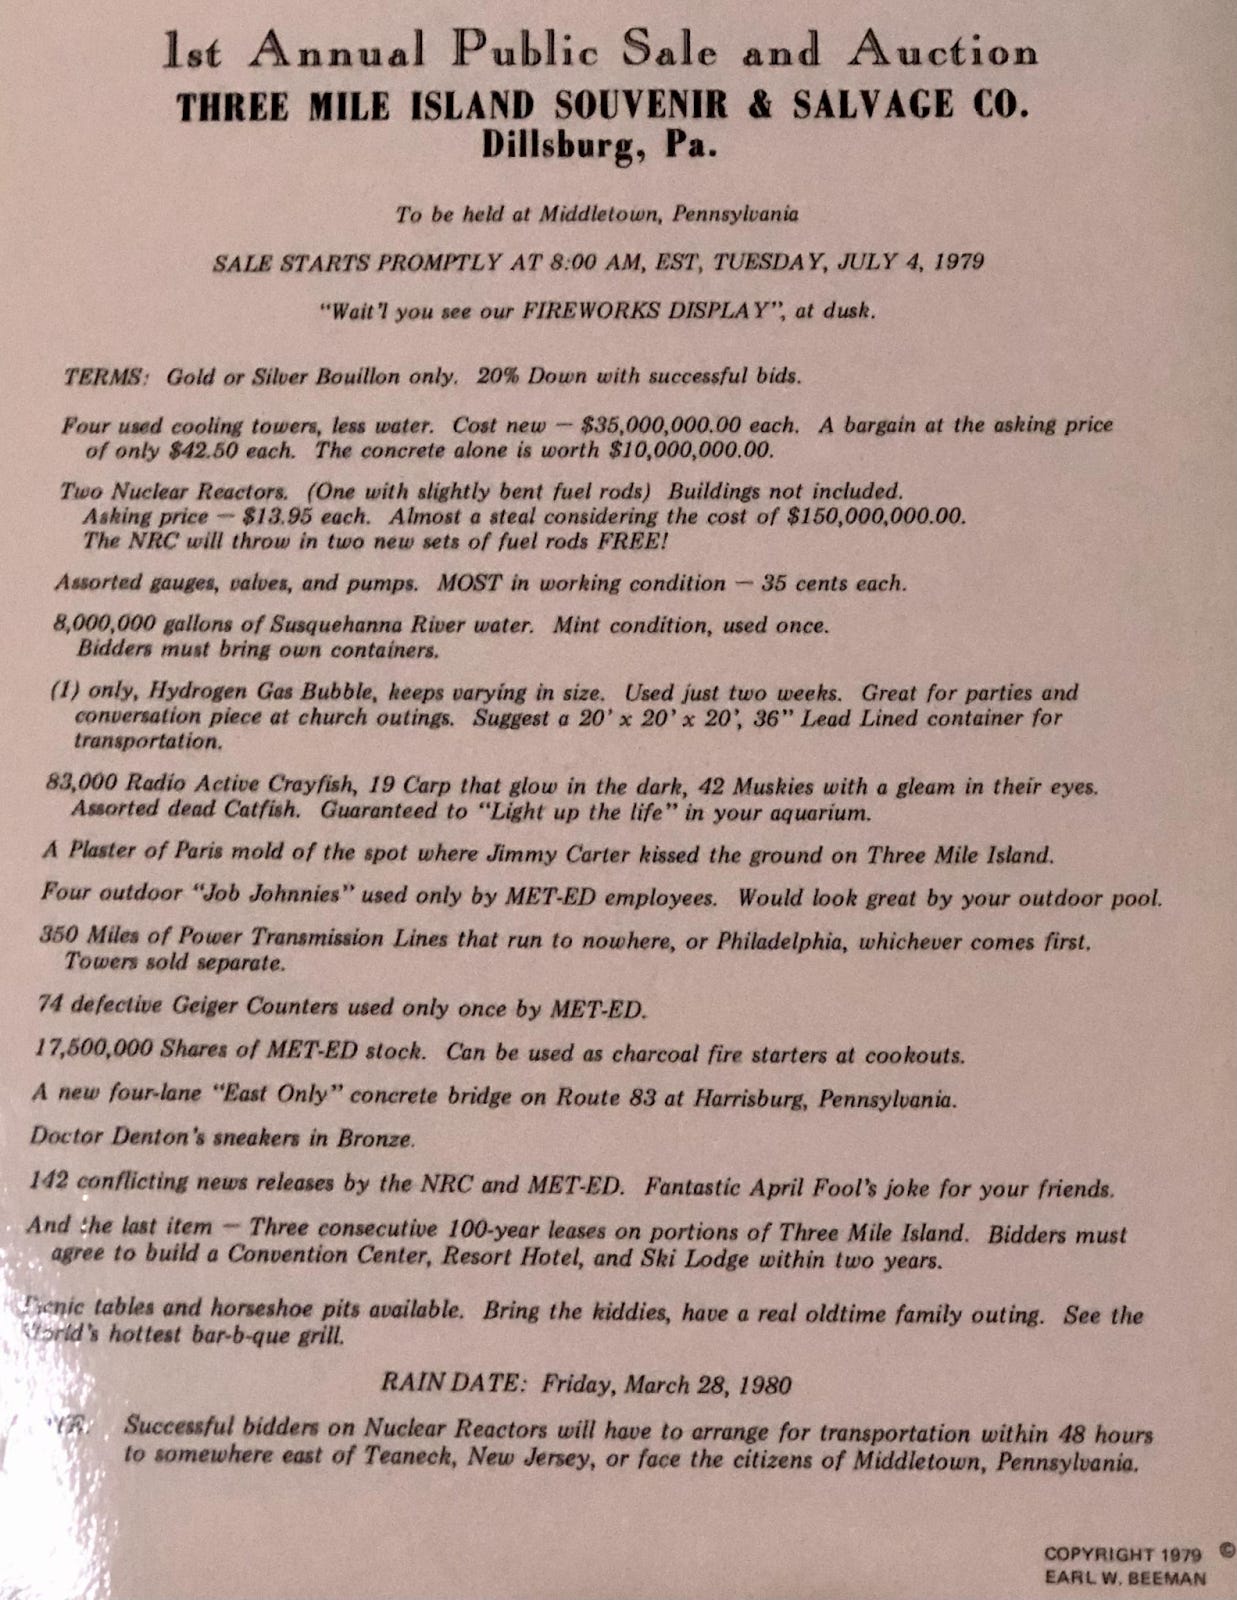 1st Annual Public Sale and Auction
THREE MILE ISLAND SOUVENIR & SALVAGE CO.
Dillsburg, Pa.
To be held at Middletown, Pennsylvania
SALE STARTS PROMPTLY AT 8:00 AM, EST, TUESDAY, JULY 4, 1979
"Wait'l you see our FIREWORKS DISPLAY", at dusk.
TERMS: Gold or Silver Bouillon only. 20% Down with successful bids.
Four used cooling towers, less water. Cost new — $35,000,000.00 each. A bargain at the asking price
of only $42.50 each. The concrete alone is worth $10,000,000.00.
Two Nuclear Reactors. (One with slightly bent fuel rods) Buildings not included.
Asking price — $13.95 each. Almost a steal considering the cost of $150,000,000.00.
The NRC will throw in two new sets of fuel rods FREE!
Assorted gauges, valves, and pumps. MOST in working condition — 35 cents each.
8,000,000 gallons of Susquehanna River water. Mint condition, used once.
Bidders must bring own containers.
(1) only, Hydrogen Gas Bubble, keeps varying in size. Used just two weeks. Great for parties and
conversation piece at church outings. Suggest a 20' x 20' x 20', 36" Lead Lined container for
transportation.
83,000 Radio Active Crayfish, 19 Carp that glow in the dark, 42 Muskies with a gleam in their eyes.
Assorted dead Catfish. Guaranteed to "Light up the life" in your aquarium.
A Plaster of Paris mold of the spot where Jimmy Carter kissed the ground on Three Mile Island.
Four outdoor "Job Johnnies" used only by MET-ED employees. Would look great by your outdoor pool.
350 Miles of Power Transmission Lines that run to nowhere, or Philadelphia, whichever comes first.
Towers sold separate.
74 defective Geiger Counters used only once by MET-ED.
17,500,000 Shares of MET-ED stock. Can be used as charcoal fire starters at cookouts.
A new four-lane "East Only" concrete bridge on Route 83 at Harrisburg, Pennsylvania.
Doctor Denton's sneakers in Bronze.
142 conflicting news releases by the NRC and MET-ED. Fantastic April Fool's joke for your friends.
And the last item — Three consecutive 100-year leases on portions of Three Mile Island. Bidders must
agree to build a Convention Center, Resort Hotel, and Ski Lodge within two years.
Picnic tables and horseshoe pits available. Bring the kiddies, have a real oldtime family outing. See the
World's hottest bar-b-que grill.
RAIN DATE: Friday, March 28, 1980
Successful bidders on Nuclear Reactors will have to arrange for transportation within 48 hours
to somewhere east of Teaneck, New Jersey, or face the citizens of Middletown, Pennsylvania.
COPYRIGHT 1979 ©
EARL W. BEEMAN